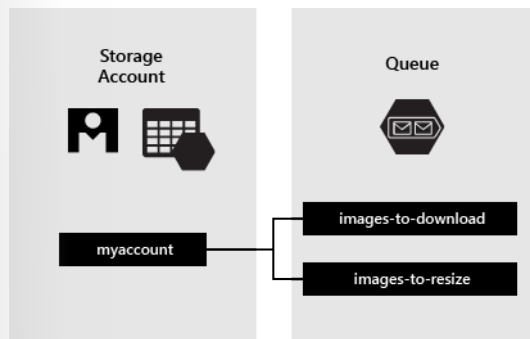 Storage
Account
Queue
myaccount
images-to-download
images-to-resize